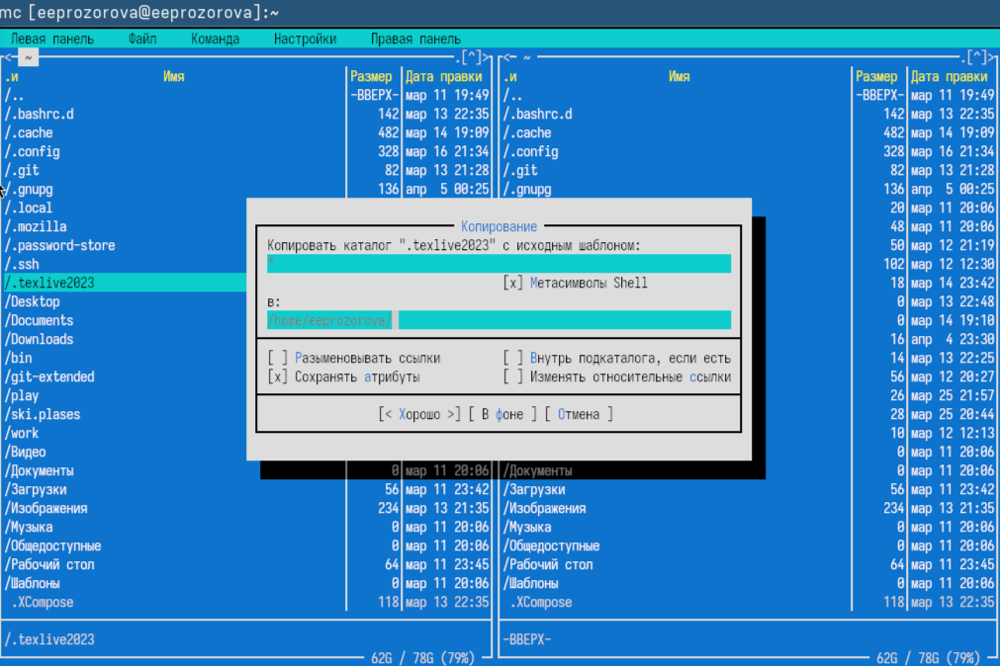 mc [eeprozorova@eeprozorova]:~
Левая панель Файл Команда Настройки Правая панель
<- ~ .[^]> <- ~ .[^]>
.и Имя Размер Дата правки .и Имя Размер Дата правки
/.. -ВВЕРХ- мар 11 19:49 /.. -ВВЕРХ- мар 11 19:49
/.bashrc.d 142 мар 13 22:35 /.bashrc.d 142 мар 13 22:35
/.cache 482 мар 14 19:09 /.cache 482 мар 14 19:09
/.config 328 мар 16 21:34 /.config 328 мар 16 21:34
/.git 82 мар 13 21:28 /.git 82 мар 13 21:28
/.gnupg 136 апр 5 00:25 /.gnupg 136 апр 5 00:25
/.local 20 мар 11 20:06
/.mozilla Копирование 48 мар 11 20:06
/.password-store Копировать каталог ".texlive2023" с исходным шаблоном: 50 мар 12 21:19
/.ssh * 102 мар 12 12:30
/.texlive2023 [x] Метасимволы Shell 18 мар 14 23:42
/Desktop в: 0 мар 13 22:48
/Documents /home/eeprozorova/ 0 мар 14 19:10
/Downloads 16 апр 4 23:30
/bin [ ] Разыменовывать ссылки [ ] Внутрь подкаталога, если есть 14 мар 13 22:25
/git-extended [x] Сохранять атрибуты [ ] Изменять относительные ссылки 56 мар 12 20:27
/play 26 мар 25 21:57
/ski.plases [< Хорошо >] [ В фоне ] [ Отмена ] 28 мар 25 20:44
/work 10 мар 12 12:13
/Видео 0 мар 11 20:06
/Документы 0 мар 11 20:06 /Документы 0 мар 11 20:06
/Загрузки 56 мар 11 23:42 /Загрузки 56 мар 11 23:42
/Изображения 234 мар 13 21:35 /Изображения 234 мар 13 21:35
/Музыка 0 мар 11 20:06 /Музыка 0 мар 11 20:06
/Общедоступные 0 мар 11 20:06 /Общедоступные 0 мар 11 20:06
/Рабочий стол 64 мар 11 23:45 /Рабочий стол 64 мар 11 23:45
/Шаблоны 0 мар 11 20:06 /Шаблоны 0 мар 11 20:06
.XCompose 118 мар 13 22:35 .XCompose 118 мар 13 22:35
/.texlive2023 -ВВЕРХ-
62G / 78G (79%) 62G / 78G (79%)